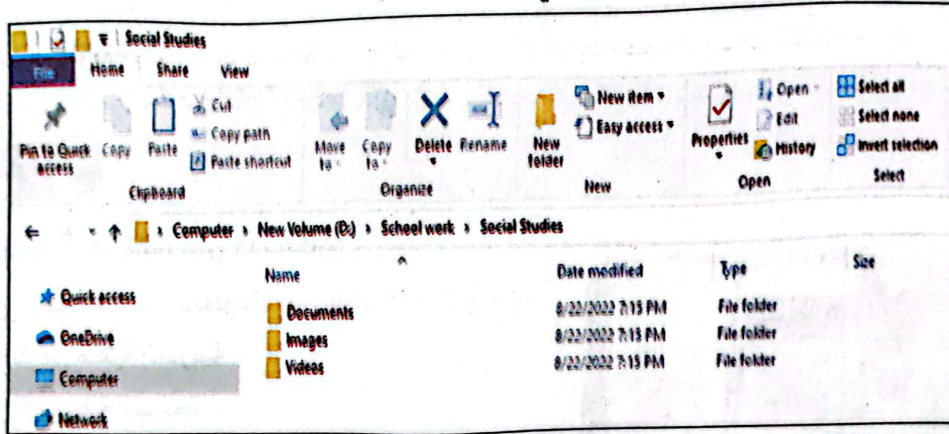 Social Studies
File Home Share View
Pin to Quick access
Copy
Paste
Cut
Copy path
Paste shortcut
Clipboard
Move to
Copy to
Delete
Rename
Organize
New folder
New item
Easy access
New
Properties
Open
Edit
History
Open
Select all
Select none
Invert selection
Select
Computer › New Volume (D:) › School work › Social Studies
Name Date modified Type Size
Quick access
OneDrive
Computer
Network
Documents 8/22/2022 7:15 PM File folder
Images 8/22/2022 7:15 PM File folder
Videos 8/22/2022 7:15 PM File folder